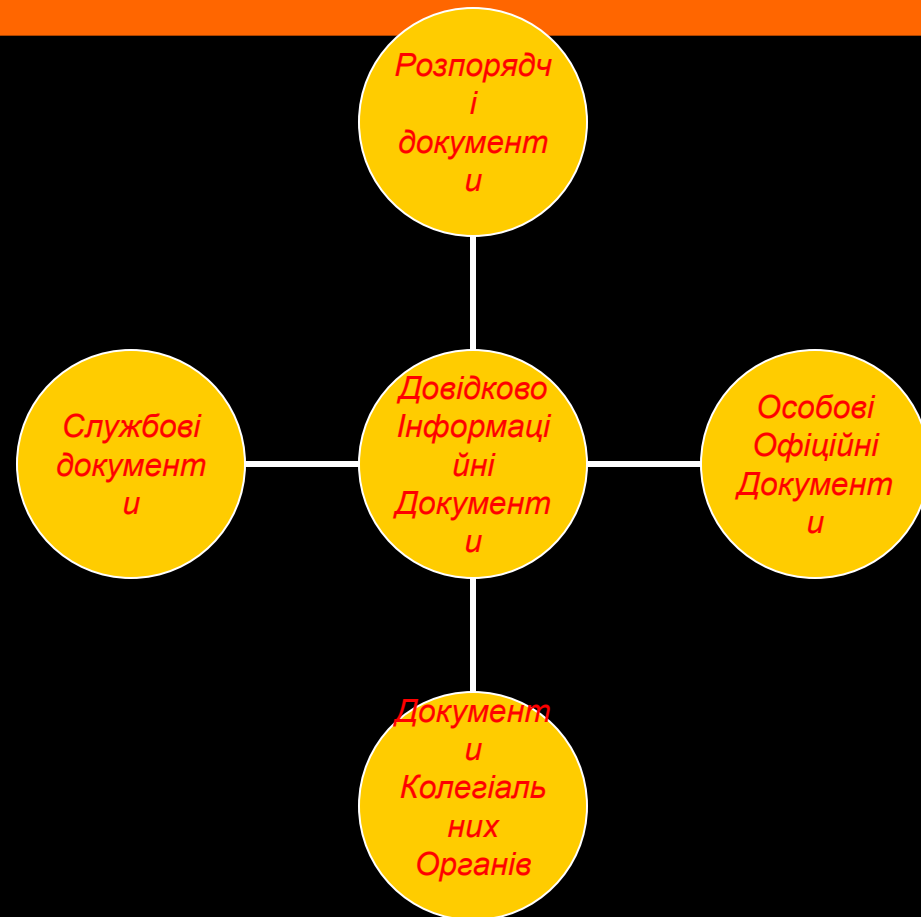 Розпорядч
і
документ
и
Службові
документ
и
Довідково
Інформаці
йні
Документ
и
Особові
Офіційні
Документ
и
Документ
и
Колегіаль
них
Органів